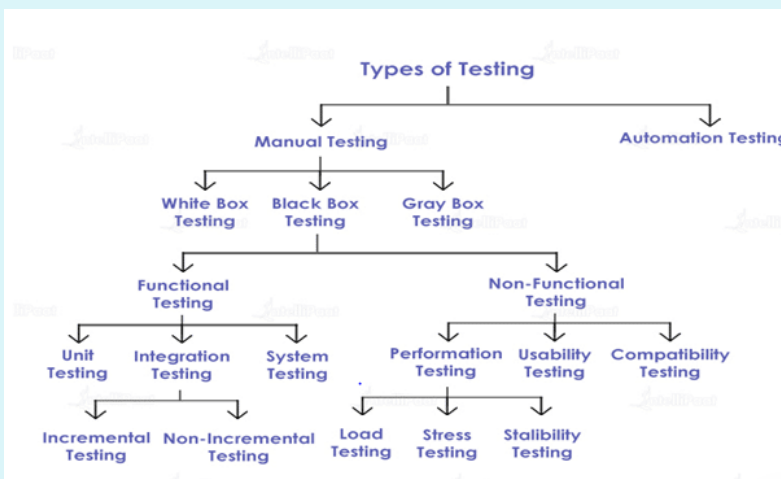 Types of Testing
Manual Testing
Automation Testing
White Box
Testing
Black Box
Testing
Gray Box
Testing
Functional
Testing
Non-Functional
Testing
Unit
Testing
Integration
Testing
System
Testing
Performation
Testing
Usability
Testing
Compatibility
Testing
Incremental
Testing
Non-Incremental
Testing
Load
Testing
Stress
Testing
Stalibility
Testing